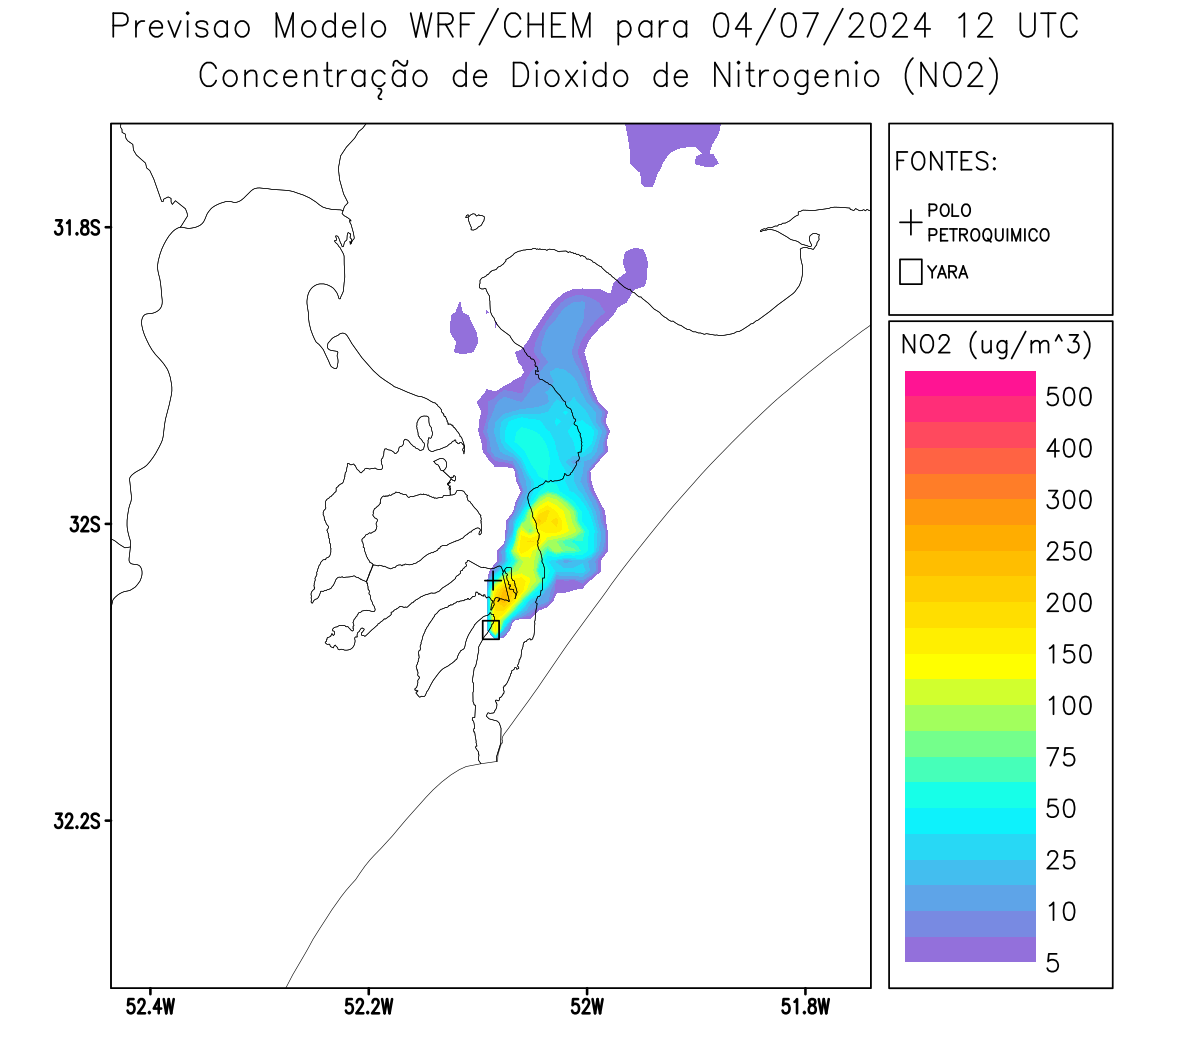 Previsao Modelo WRF/CHEM para 04/07/2024 12 UTC
Concentração de Dioxido de Nitrogenio (NO2)
FONTES:
POLO
PETROQUIMICO
YARA
31.8S
32S
32.2S
52.4W
52.2W
52W
51.8W
NO2 (ug/m^3)
500
400
300
250
200
150
100
75
50
25
10
5